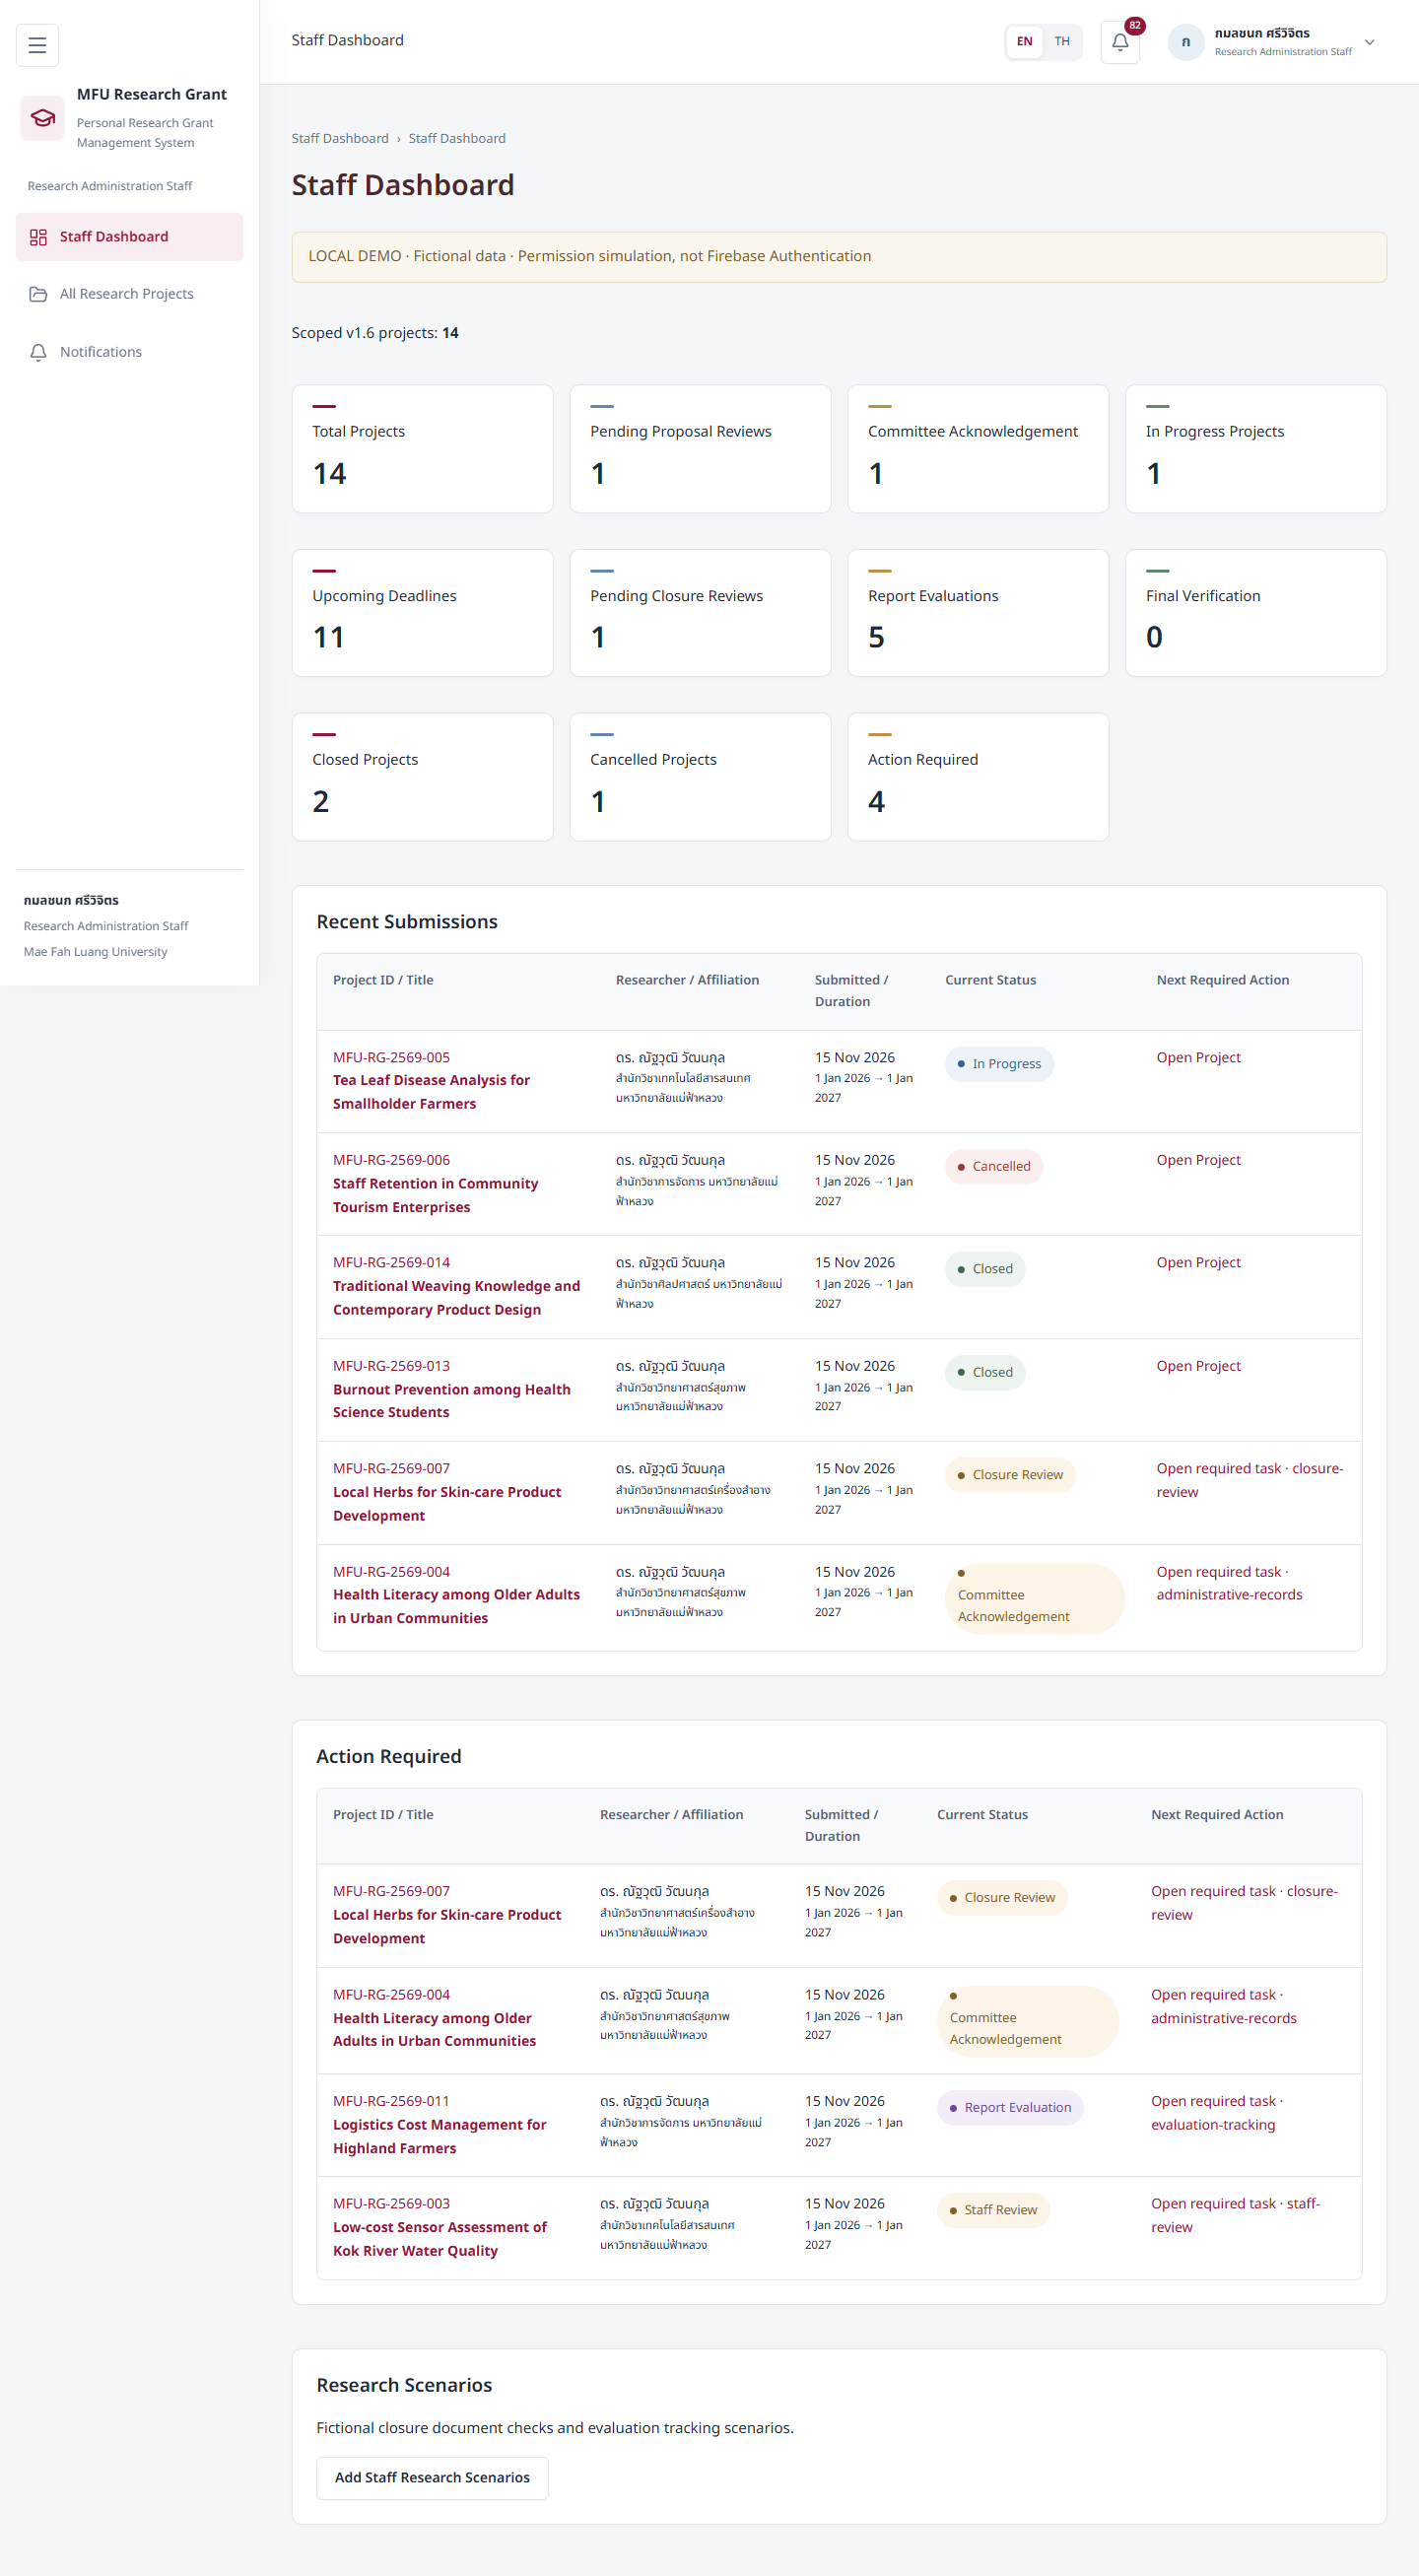 MFU Research Grant
Personal Research Grant
Management System
Research Administration Staff
Staff Dashboard
All Research Projects
Notifications
กมลชนก ศรีวิจิตร
Research Administration Staff
Mae Fah Luang University
Staff Dashboard
EN TH
82
ก
กมลชนก ศรีวิจิตร
Research Administration Staff
Staff Dashboard › Staff Dashboard
Staff Dashboard
LOCAL DEMO · Fictional data · Permission simulation, not Firebase Authentication
Scoped v1.6 projects: 14
Total Projects
14
Pending Proposal Reviews
1
Committee Acknowledgement
1
In Progress Projects
1
Upcoming Deadlines
11
Pending Closure Reviews
1
Report Evaluations
5
Final Verification
0
Closed Projects
2
Cancelled Projects
1
Action Required
4
Recent Submissions
Project ID / Title
Researcher / Affiliation
Submitted /
Duration
Current Status
Next Required Action
MFU-RG-2569-005
Tea Leaf Disease Analysis for
Smallholder Farmers
ดร. ณัฐวุฒิ วัฒนกุล
สำนักวิชาเทคโนโลยีสารสนเทศ
มหาวิทยาลัยแม่ฟ้าหลวง
15 Nov 2026
1 Jan 2026 → 1 Jan
2027
In Progress
Open Project
MFU-RG-2569-006
Staff Retention in Community
Tourism Enterprises
ดร. ณัฐวุฒิ วัฒนกุล
สำนักวิชาการจัดการ มหาวิทยาลัยแม่
ฟ้าหลวง
15 Nov 2026
1 Jan 2026 → 1 Jan
2027
Cancelled
Open Project
MFU-RG-2569-014
Traditional Weaving Knowledge and
Contemporary Product Design
ดร. ณัฐวุฒิ วัฒนกุล
สำนักวิชาศิลปศาสตร์ มหาวิทยาลัยแม่
ฟ้าหลวง
15 Nov 2026
1 Jan 2026 → 1 Jan
2027
Closed
Open Project
MFU-RG-2569-013
Burnout Prevention among Health
Science Students
ดร. ณัฐวุฒิ วัฒนกุล
สำนักวิชาวิทยาศาสตร์สุขภาพ
มหาวิทยาลัยแม่ฟ้าหลวง
15 Nov 2026
1 Jan 2026 → 1 Jan
2027
Closed
Open Project
MFU-RG-2569-007
Local Herbs for Skin-care Product
Development
ดร. ณัฐวุฒิ วัฒนกุล
สำนักวิชาวิทยาศาสตร์เครื่องสำอาง
มหาวิทยาลัยแม่ฟ้าหลวง
15 Nov 2026
1 Jan 2026 → 1 Jan
2027
Closure Review
Open required task · closure-
review
MFU-RG-2569-004
Health Literacy among Older Adults
in Urban Communities
ดร. ณัฐวุฒิ วัฒนกุล
สำนักวิชาวิทยาศาสตร์สุขภาพ
มหาวิทยาลัยแม่ฟ้าหลวง
15 Nov 2026
1 Jan 2026 → 1 Jan
2027
Committee
Acknowledgement
Open required task ·
administrative-records
Action Required
Project ID / Title
Researcher / Affiliation
Submitted /
Duration
Current Status
Next Required Action
MFU-RG-2569-007
Local Herbs for Skin-care Product
Development
ดร. ณัฐวุฒิ วัฒนกุล
สำนักวิชาวิทยาศาสตร์เครื่องสำอาง
มหาวิทยาลัยแม่ฟ้าหลวง
15 Nov 2026
1 Jan 2026 → 1 Jan
2027
Closure Review
Open required task · closure-
review
MFU-RG-2569-004
Health Literacy among Older
Adults in Urban Communities
ดร. ณัฐวุฒิ วัฒนกุล
สำนักวิชาวิทยาศาสตร์สุขภาพ
มหาวิทยาลัยแม่ฟ้าหลวง
15 Nov 2026
1 Jan 2026 → 1 Jan
2027
Committee
Acknowledgement
Open required task ·
administrative-records
MFU-RG-2569-011
Logistics Cost Management for
Highland Farmers
ดร. ณัฐวุฒิ วัฒนกุล
สำนักวิชาการจัดการ มหาวิทยาลัยแม่
ฟ้าหลวง
15 Nov 2026
1 Jan 2026 → 1 Jan
2027
Report Evaluation
Open required task ·
evaluation-tracking
MFU-RG-2569-003
Low-cost Sensor Assessment of
Kok River Water Quality
ดร. ณัฐวุฒิ วัฒนกุล
สำนักวิชาเทคโนโลยีสารสนเทศ
มหาวิทยาลัยแม่ฟ้าหลวง
15 Nov 2026
1 Jan 2026 → 1 Jan
2027
Staff Review
Open required task · staff-
review
Research Scenarios
Fictional closure document checks and evaluation tracking scenarios.
Add Staff Research Scenarios